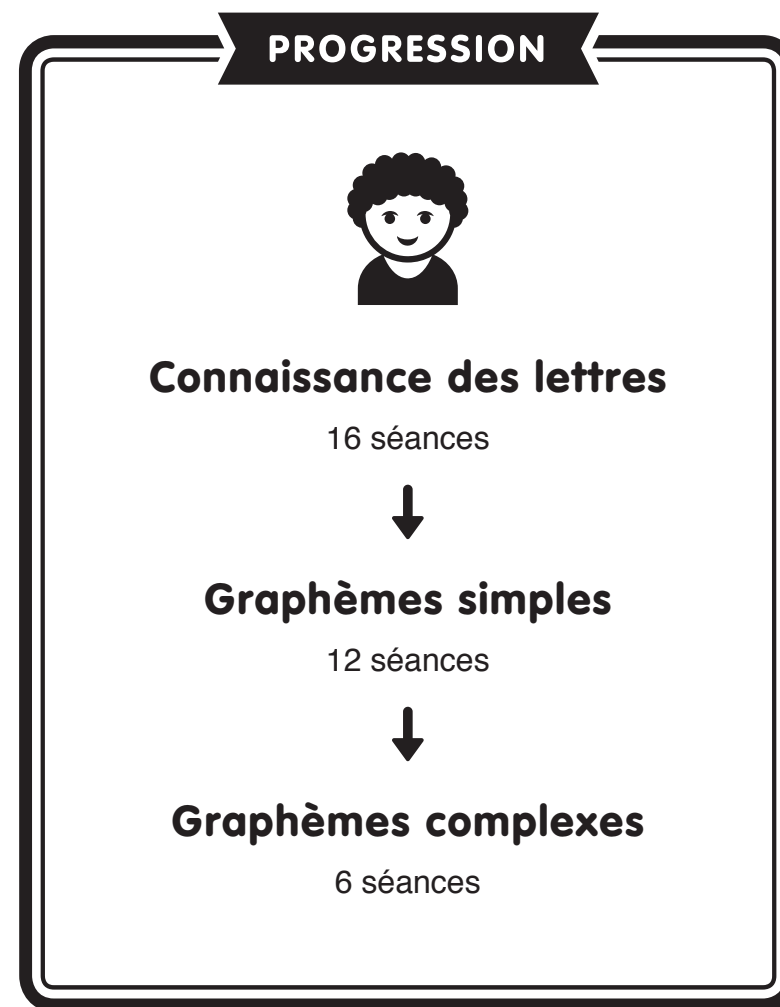 PROGRESSION
Connaissance des lettres
16 séances
Graphèmes simples
12 séances
Graphèmes complexes
6 séances